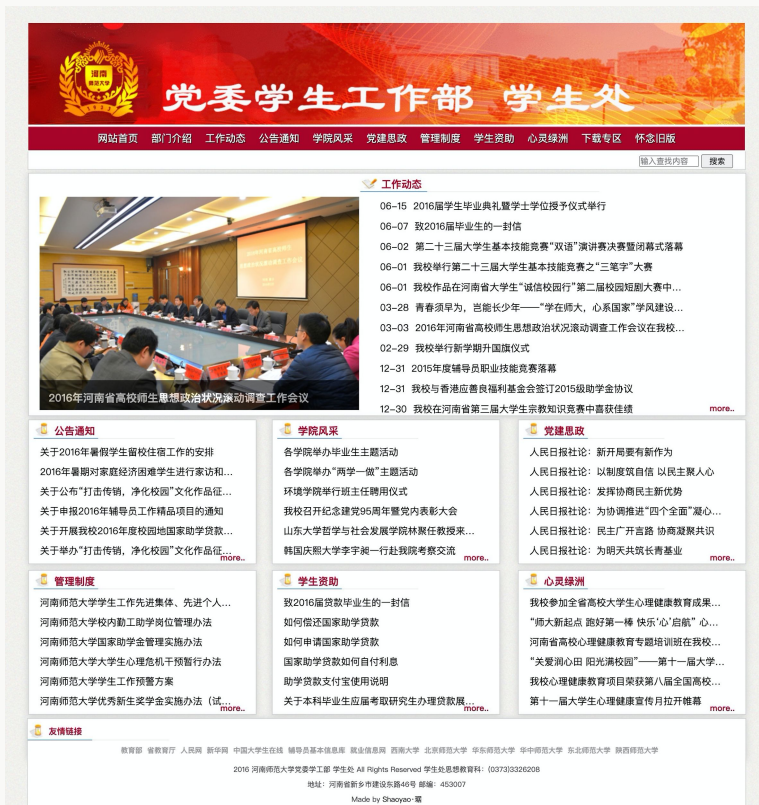 河南
师范大学
1923
党委学生工作部 学生处
网站首页 部门介绍 工作动态 公告通知 学院风采 党建思政 管理制度 学生资助 心灵绿洲 下载专区 怀念旧版
输入查找内容 搜索
工作动态
06-15 2016届学生毕业典礼暨学士学位授予仪式举行
06-07 致2016届毕业生的一封信
06-02 第二十三届大学生基本技能竞赛“双语”演讲赛决赛暨闭幕式落幕
06-01 我校举行第二十三届大学生基本技能竞赛之“三笔字”大赛
06-01 我校作品在河南省大学生“诚信校园行”第二届校园短剧大赛中...
03-28 青春须早为，岂能长少年——“学在师大，心系国家”学风建设...
03-03 2016年河南省高校师生思想政治状况滚动调查工作会议在我校...
02-29 我校举行新学期升国旗仪式
12-31 2015年度辅导员职业技能竞赛落幕
12-31 我校与香港应善良福利基金会签订2015级助学金协议
12-30 我校在河南省第三届大学生宗教知识竞赛中喜获佳绩
more..
2016年河南省高校师生思想政治状况滚动调查工作会议
公告通知
关于2016年暑假学生留校住宿工作的安排
2016年暑期对家庭经济困难学生进行家访和...
关于公布“打击传销，净化校园”文化作品征...
关于申报2016年辅导员工作精品项目的通知
关于开展我校2016年度校园地国家助学贷款...
关于举办“打击传销，净化校园”文化作品征...
more..
学院风采
各学院举办毕业生主题活动
各学院举办“两学一做”主题活动
环境学院举行班主任聘用仪式
我校召开纪念建党95周年暨党内表彰大会
山东大学哲学与社会发展学院林聚任教授来...
韩国庆熙大学李宇昶一行赴我院考察交流
more..
党建思政
人民日报社论：新开局要有新作为
人民日报社论：以制度筑自信 以民主聚人心
人民日报社论：发挥协商民主新优势
人民日报社论：为协调推进“四个全面”凝心...
人民日报社论：民主广开言路 协商凝聚共识
人民日报社论：为明天共筑长青基业
more..
管理制度
河南师范大学学生工作先进集体、先进个人...
河南师范大学校内勤工助学岗位管理办法
河南师范大学国家助学金管理实施办法
河南师范大学大学生心理危机干预暂行办法
河南师范大学学生工作预警方案
河南师范大学优秀新生奖学金实施办法（试...
more..
学生资助
致2016届贷款毕业生的一封信
如何偿还国家助学贷款
如何申请国家助学贷款
国家助学贷款如何自付利息
助学贷款支付宝使用说明
关于本科毕业生应届考取研究生办理贷款展...
more..
心灵绿洲
我校参加全省高校大学生心理健康教育成果...
“师大新起点 跑好第一棒 快乐‘心’启航” 心...
河南省高校心理健康教育专题培训班在我校...
“关爱润心田 阳光满校园”——第十一届大学...
我校心理健康教育项目荣获第八届全国高校...
第十一届大学生心理健康宣传月拉开帷幕
more..
友情链接
教育部 省教育厅 人民网 新华网 中国大学生在线 辅导员基本信息库 就业信息网 西南大学 北京师范大学 华东师范大学 华中师范大学 东北师范大学 陕西师范大学
2016 河南师范大学党委学工部 学生处 All Rights Reserved 学生处思想教育科：(0373)3326208
地址：河南省新乡市建设东路46号 邮编：453007
Made by Shaoyao·琚